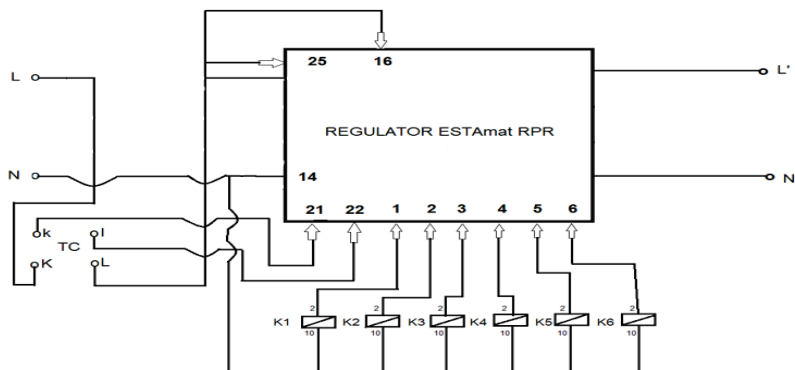 25 16
L L'
REGULATOR ESTAmat RPR
N 14 N
21 22 1 2 3 4 5 6
k l
TC
K L
2 2 2 2 2 2
K1 K2 K3 K4 K5 K6
10 10 10 10 10 10